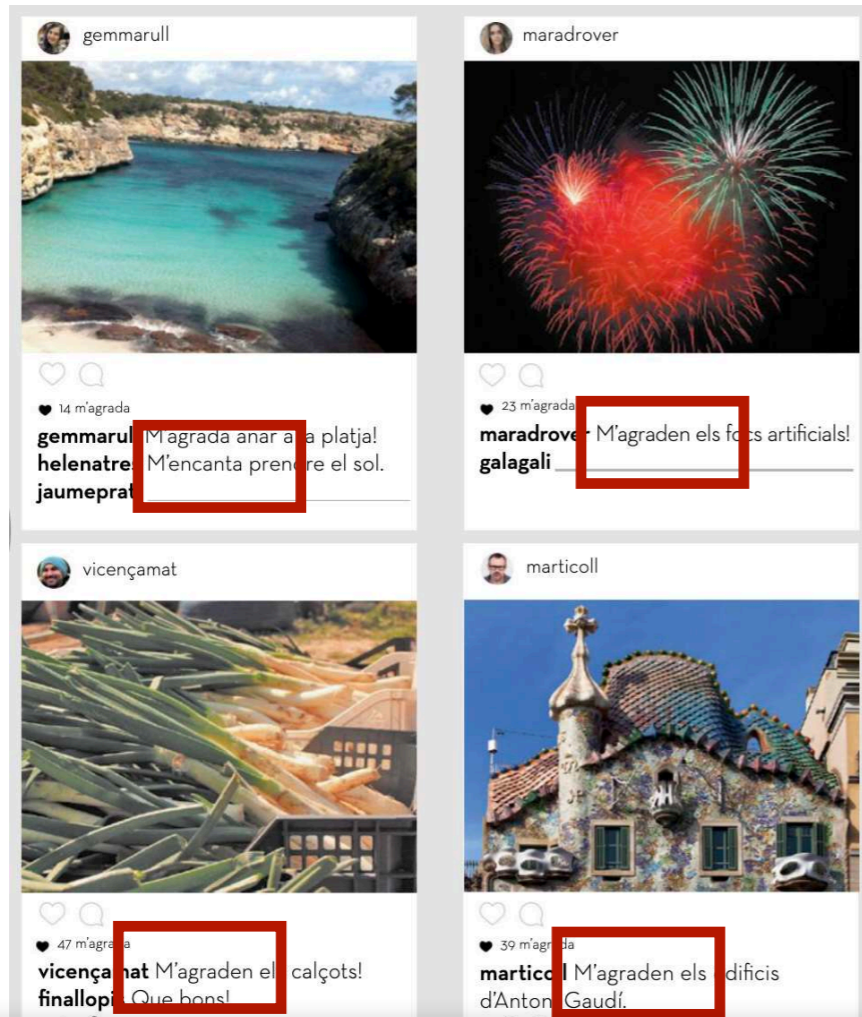 gemmarull
14 m'agrada
gemmarull M'agrada anar a la platja!
helenatres M'encanta prendre el sol.
jaumeprat
maradrover
23 m'agrada
maradrover M'agraden els focs artificials!
galagali
vicençamat
47 m'agrada
vicençamat M'agraden els calçots!
finallopis Que bons!
marticoll
39 m'agrada
marticoll M'agraden els edificis
d'Antoni Gaudí.